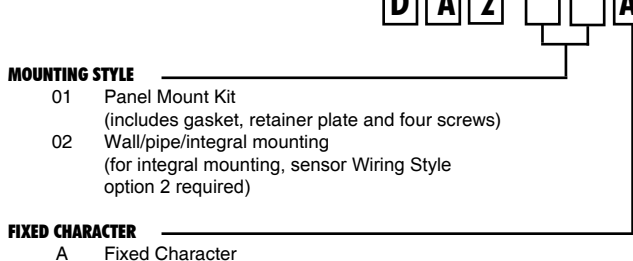 D A Z A
MOUNTING STYLE
01 Panel Mount Kit
(includes gasket, retainer plate and four screws)
02 Wall/pipe/integral mounting
(for integral mounting, sensor Wiring Style
option 2 required)
FIXED CHARACTER
A Fixed Character